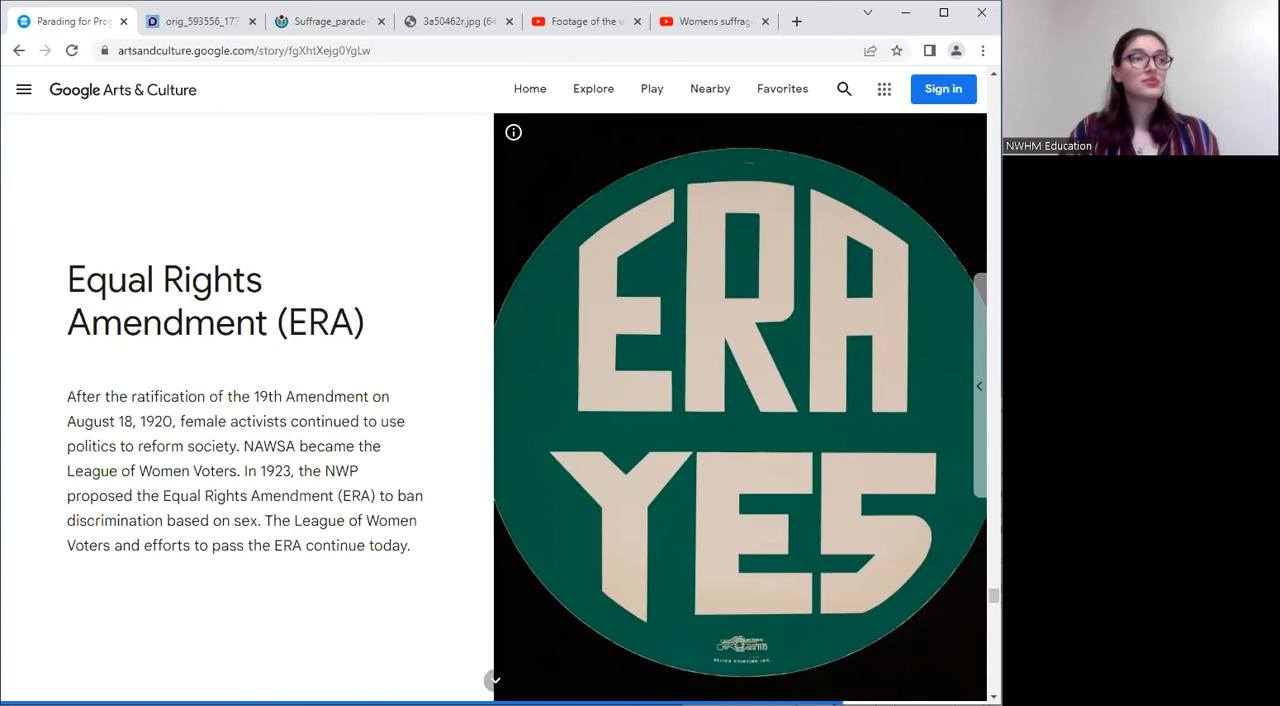 Parading for Prog
orig_593556_177
Suffrage_parade-
3a50462r.jpg (64
Footage of the w
Womens suffrag
artsandculture.google.com/story/fgXhtXejg0YgLw
Google Arts & Culture
Home
Explore
Play
Nearby
Favorites
Sign in
NWHM Education
Equal Rights
Amendment (ERA)
After the ratification of the 19th Amendment on
August 18, 1920, female activists continued to use
politics to reform society. NAWSA became the
League of Women Voters. In 1923, the NWP
proposed the Equal Rights Amendment (ERA) to ban
discrimination based on sex. The League of Women
Voters and efforts to pass the ERA continue today.
ERA
YES
ALLIED PRINTING INC.